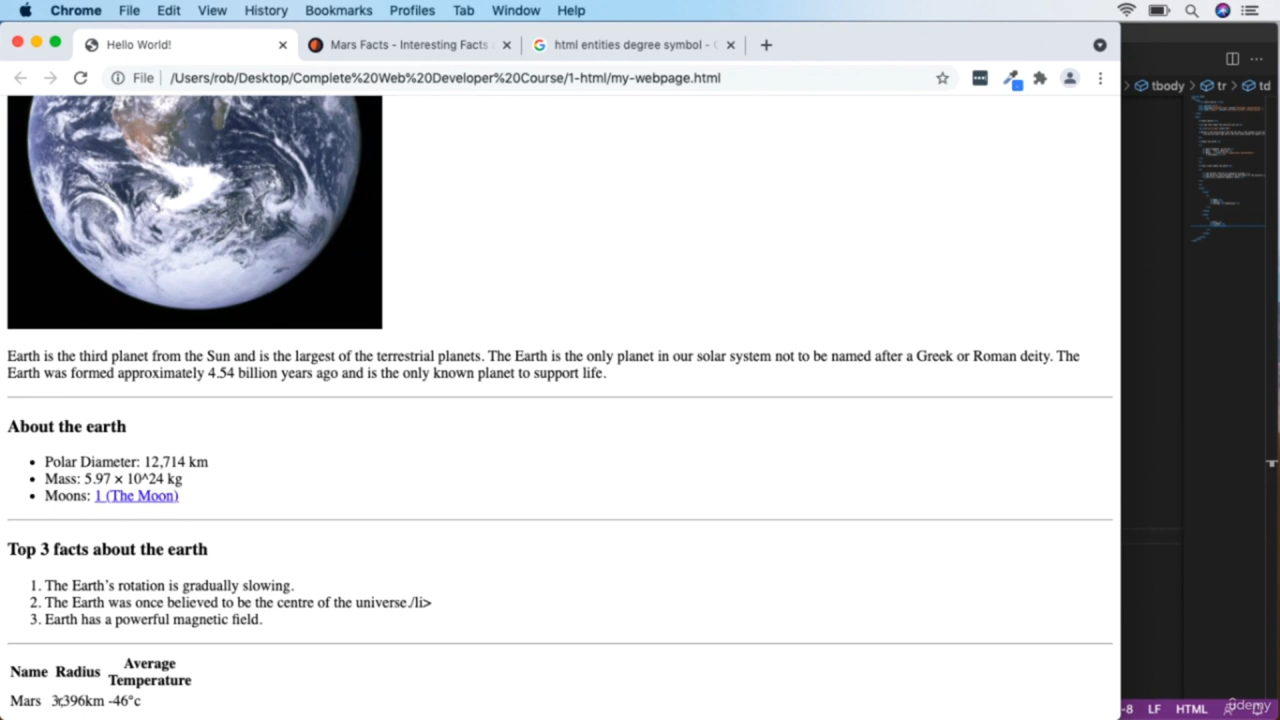 Chrome File Edit View History Bookmarks Profiles Tab Window Help
Hello World! Mars Facts - Interesting Facts html entities degree symbol -
File /Users/rob/Desktop/Complete%20Web%20Developer%20Course/1-html/my-webpage.html
tbody tr td
Earth is the third planet from the Sun and is the largest of the terrestrial planets. The Earth is the only planet in our solar system not to be named after a Greek or Roman deity. The
Earth was formed approximately 4.54 billion years ago and is the only known planet to support life.
About the earth
• Polar Diameter: 12,714 km
• Mass: 5.97 × 10^24 kg
• Moons: 1 (The Moon)
Top 3 facts about the earth
1. The Earth's rotation is gradually slowing.
2. The Earth was once believed to be the centre of the universe./li>
3. Earth has a powerful magnetic field.
Name Radius Average
Temperature
Mars 3,396km -46°c
-8 LF HTML
ûdemy